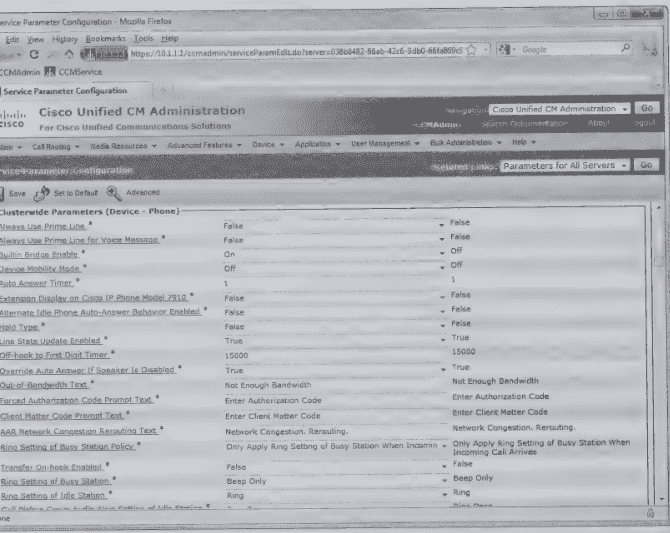 ervice Parameter Configuration - Mozilla Firefox
Edit View History Bookmarks Tools Help
Google
CCMAdmin CCMService
Service Parameter Configuration
CISCO
Cisco Unified CM Administration
For Cisco Unified Communications Solutions
Navigation Cisco Unified CM Administration Go
Search Documentation About
Call Routing Media Resources Advanced Features Device Application User Management Bulk Administration Help
rvice Parameter Configuration
Related Links: Parameters for All Servers Go
Save Set to Default Advanced
Clusterwide Parameters (Device - Phone)
Always Use Prime Line * False False
Always Use Prime Line for Voice Message * False False
Builtin Bridge Enable * On Off
Device Mobility Mode * Off Off
Auto Answer Timer * 1 1
Extension Display on Cisco IP Phone Model 7910 * False False
Alternate Idle Phone Auto-Answer Behavior Enabled * False False
Hold Type * False False
Line State Update Enabled * True True
Off-hook to First Digit Timer * 15000 15000
Override Auto Answer If Speaker Is Disabled * True True
Out-of-Bandwidth Text * Not Enough Bandwidth Not Enough Bandwidth
Forced Authorization Code Prompt Text * Enter Authorization Code Enter Authorization Code
Client Matter Code Prompt Text * Enter Client Matter Code Enter Client Matter Code
AAR Network Congestion Rerouting Text * Network Congestion. Rerouting. Network Congestion. Rerouting.
Ring Setting of Busy Station Policy * Only Apply Ring Setting of Busy Station When Incomin Only Apply Ring Setting of Busy Station When
Incoming Call Arrives
Transfer On-hook Enabled * False False
Ring Setting of Busy Station * Beep Only Beep Only
Ring Setting of Idle Station * Ring Ring